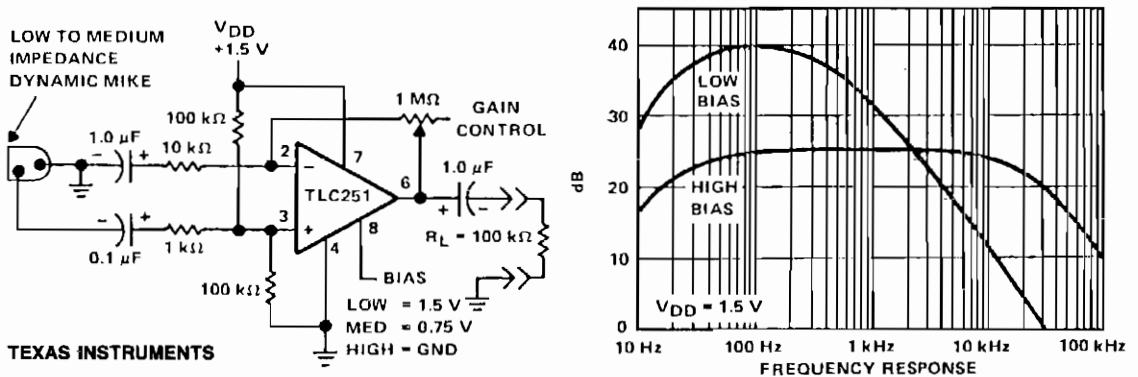 LOW TO MEDIUM
IMPEDANCE
DYNAMIC MIKE
VDD
+1.5 V
100 kΩ
1 MΩ
GAIN
CONTROL
1.0 µF
10 kΩ
2
7
TLC251
6
1.0 µF
3
4
8
0.1 µF
1 kΩ
RL = 100 kΩ
100 kΩ
BIAS
LOW = 1.5 V
MED = 0.75 V
HIGH = GND
TEXAS INSTRUMENTS
40
30
20
10
0
dB
LOW
BIAS
HIGH
BIAS
VDD = 1.5 V
10 Hz
100 Hz
1 kHz
10 kHz
100 kHz
FREQUENCY RESPONSE